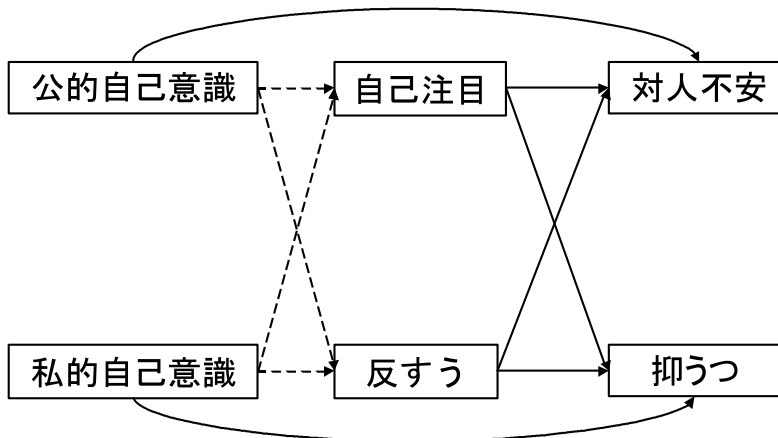 公的自己意識
自己注目
対人不安
私的自己意識
反すう
抑うつ